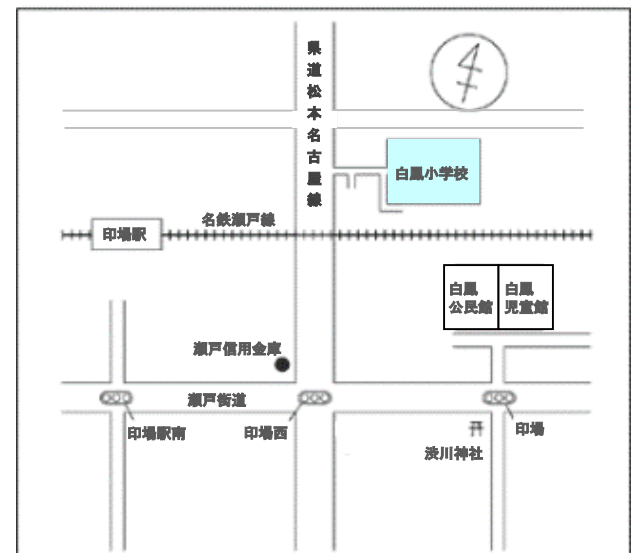 県道松本名古屋線
白鳳小学校
名鉄瀬戸線
印場駅
白鳳
公民館
白鳳
児童館
瀬戸信用金庫
瀬戸街道
印場駅南
印場西
印場
渋川神社